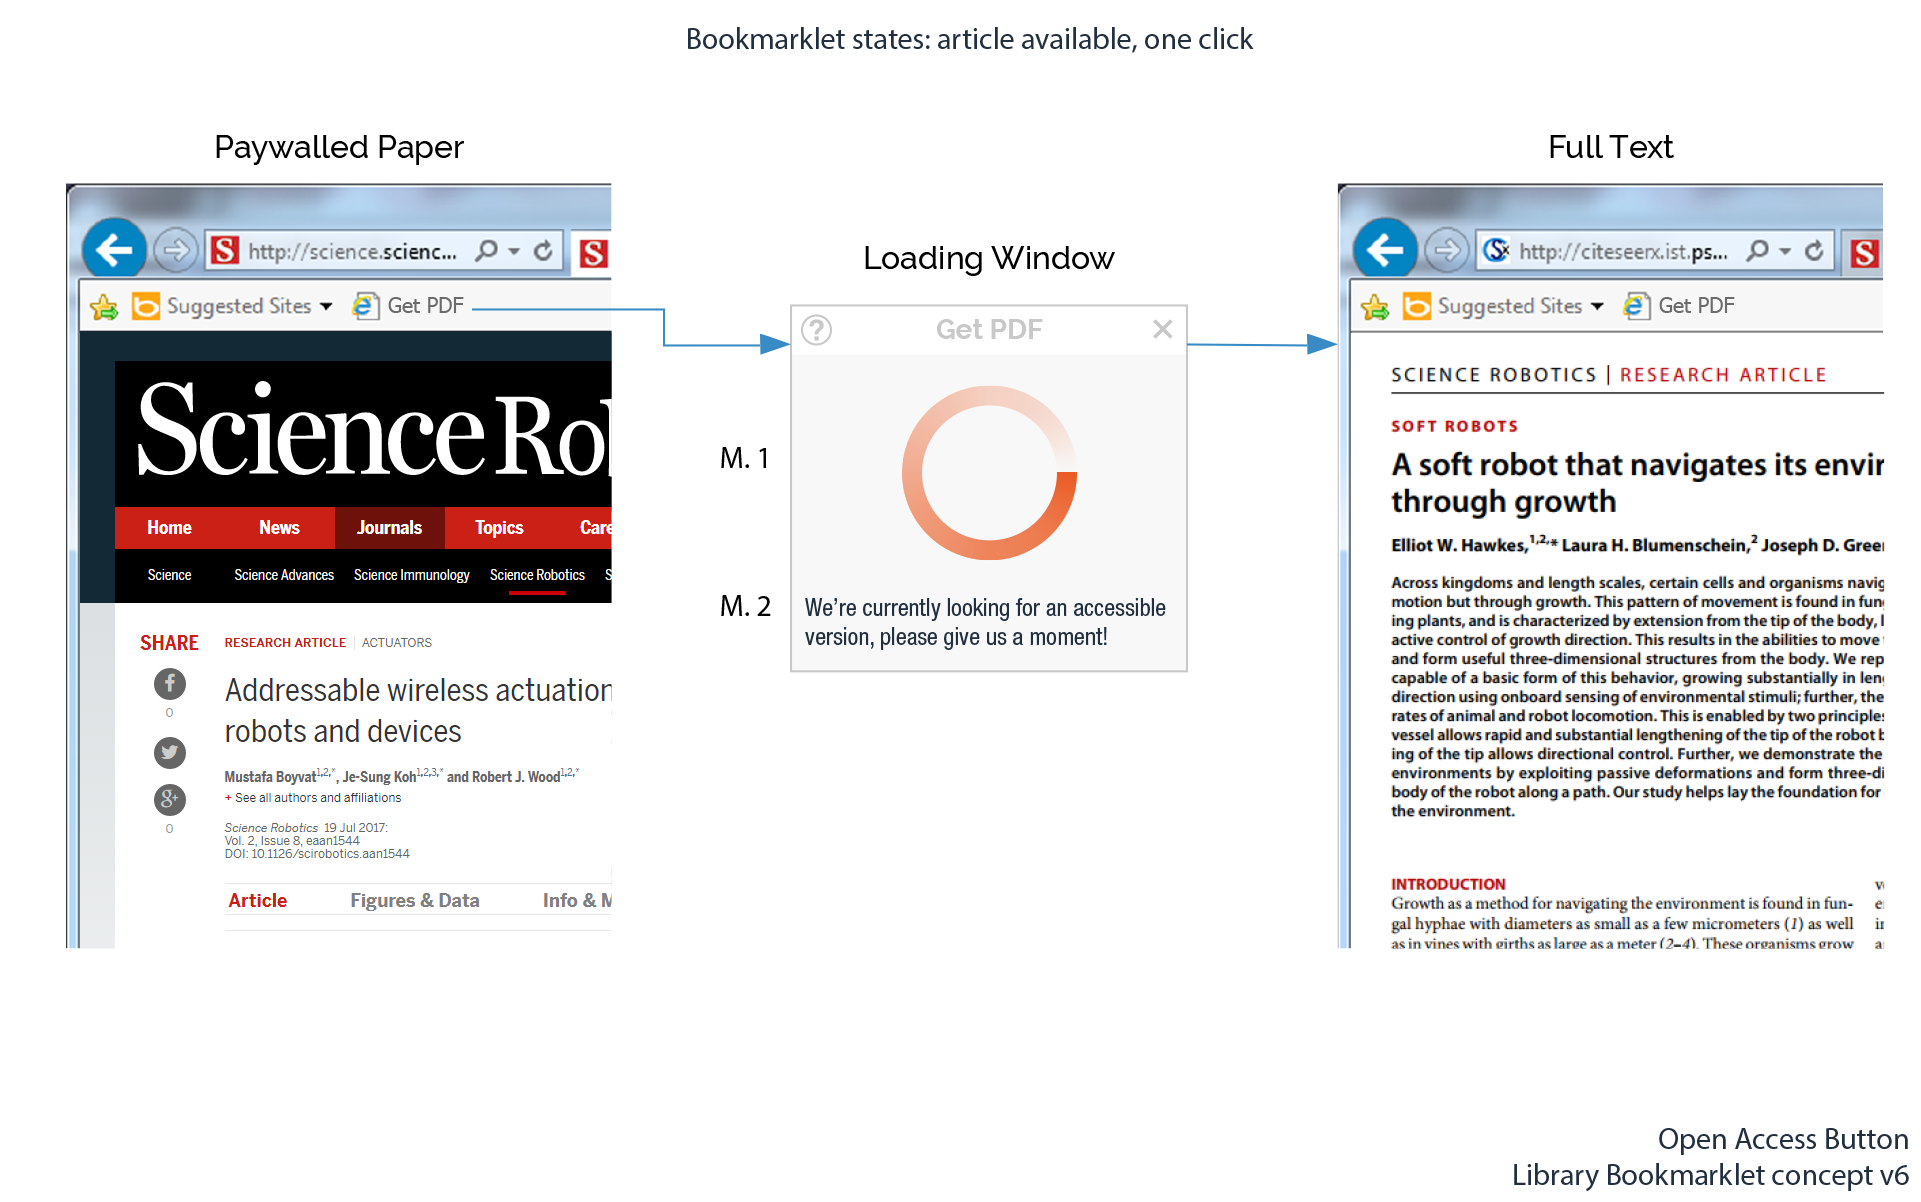 Bookmarklet states: article available, one click
Paywalled Paper
http://science.scienc...
Suggested Sites
Get PDF
Science Ro
Home
News
Journals
Topics
Science
Science Advances
Science Immunology
Science Robotics
SHARE
0
0
RESEARCH ARTICLE | ACTUATORS
Addressable wireless actuation
robots and devices
Mustafa Boyvat1,2,*, Je-Sung Koh1,2,3,* and Robert J. Wood1,2,*
+ See all authors and affiliations
Science Robotics 19 Jul 2017:
Vol. 2, Issue 8, eaan1544
DOI: 10.1126/scirobotics.aan1544
Article
Figures & Data
Info &
Loading Window
Get PDF
M. 1
M. 2
We're currently looking for an accessible
version, please give us a moment!
Full Text
http://citeseerx.ist.ps...
Suggested Sites
Get PDF
SCIENCE ROBOTICS | RESEARCH ARTICLE
SOFT ROBOTS
A soft robot that navigates its envir
through growth
Elliot W. Hawkes,1,2,* Laura H. Blumenschein,2 Joseph D. Gree
Across kingdoms and length scales, certain cells and organisms navig
motion but through growth. This pattern of movement is found in fun
ing plants, and is characterized by extension from the tip of the body, l
active control of growth direction. This results in the abilities to move
and form useful three-dimensional structures from the body. We rep
capable of a basic form of this behavior, growing substantially in len
direction using onboard sensing of environmental stimuli; further, the
rates of animal and robot locomotion. This is enabled by two principles
vessel allows rapid and substantial lengthening of the tip of the robot b
ing of the tip allows directional control. Further, we demonstrate the
environments by exploiting passive deformations and form three-di
body of the robot along a path. Our study helps lay the foundation for
the environment.
INTRODUCTION
Growth as a method for navigating the environment is found in fun-
gal hyphae with diameters as small as a few micrometers (1) as well
as in vines with girths as large as a meter (2–4). These organisms grow
Open Access Button
Library Bookmarklet concept v6